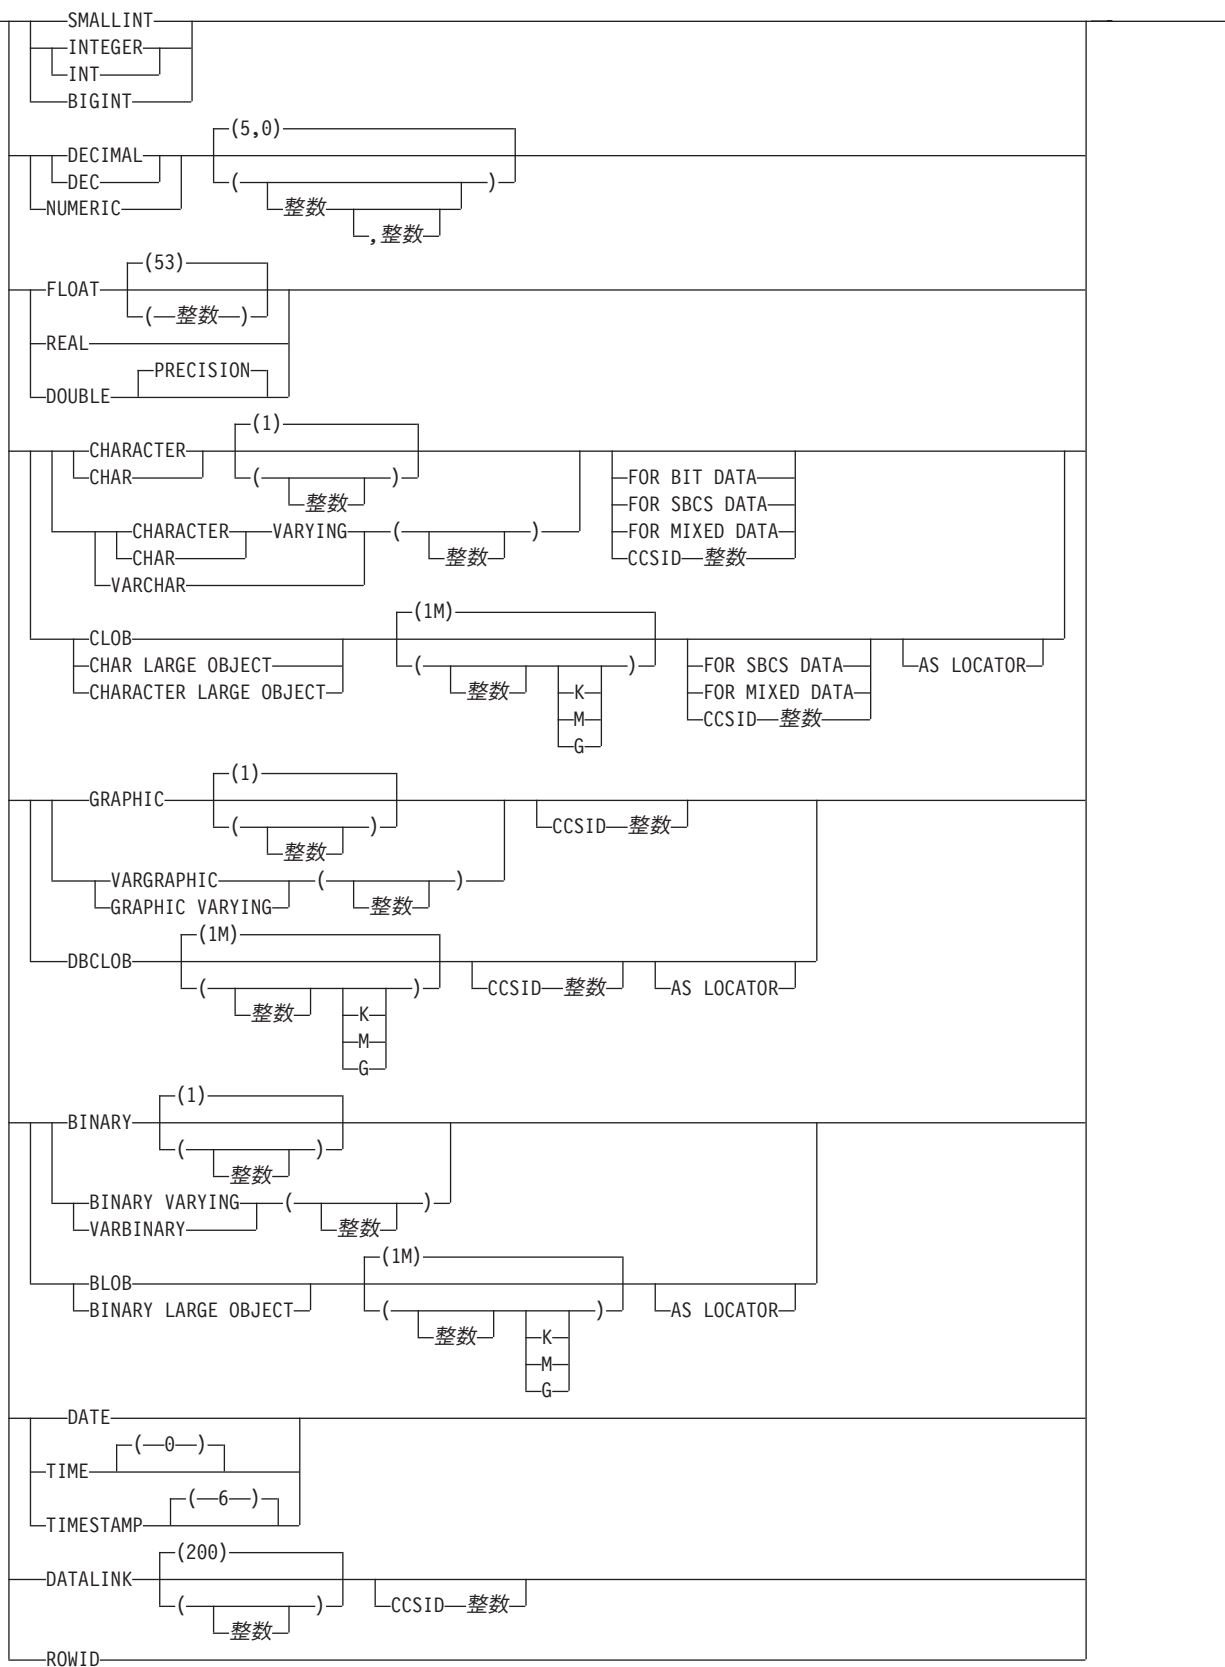 SMALLINT
INTEGER
INT
BIGINT
(5,0)
DECIMAL
DEC ( )
NUMERIC 整数
,整数
(53)
FLOAT
( 整数 )
REAL
PRECISION
DOUBLE
(1)
CHARACTER
CHAR ( ) FOR BIT DATA
整数 FOR SBCS DATA
CHARACTER VARYING ( ) FOR MIXED DATA
CHAR 整数 CCSID 整数
VARCHAR
(1M)
CLOB
CHAR LARGE OBJECT ( ) FOR SBCS DATA AS LOCATOR
CHARACTER LARGE OBJECT 整数 K FOR MIXED DATA
M CCSID 整数
G
(1)
GRAPHIC
( ) CCSID 整数
整数
VARGRAPHIC ( )
GRAPHIC VARYING 整数
(1M)
DBCLOB
( ) CCSID 整数 AS LOCATOR
整数 K
M
G
(1)
BINARY
( )
整数
BINARY VARYING ( )
VARBINARY 整数
(1M)
BLOB
BINARY LARGE OBJECT ( ) AS LOCATOR
整数 K
M
G
DATE
( 0 )
TIME
( 6 )
TIMESTAMP
(200)
DATALINK
( ) CCSID 整数
整数
ROWID